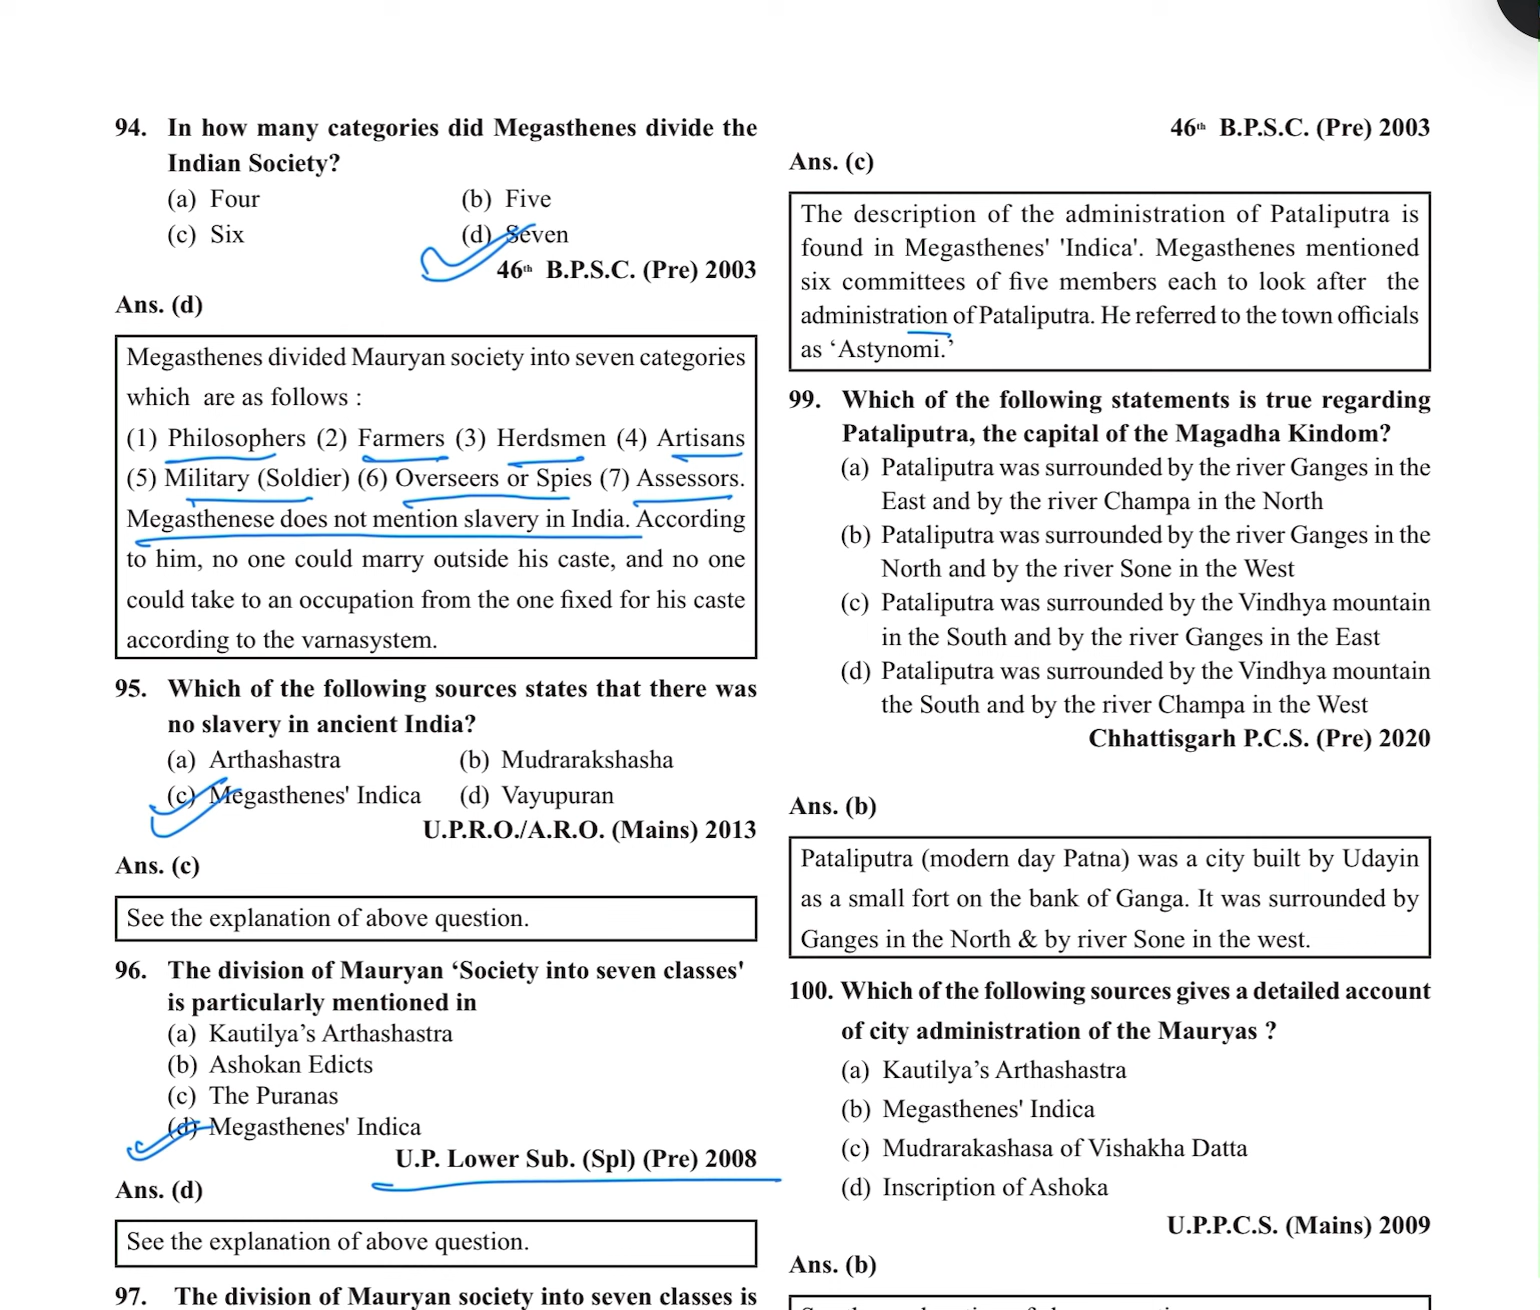 94. In how many categories did Megasthenes divide the
Indian Society?
(a) Four (b) Five
(c) Six (d) Seven
46th B.P.S.C. (Pre) 2003
Ans. (d)
Megasthenes divided Mauryan society into seven categories
which are as follows :
(1) Philosophers (2) Farmers (3) Herdsmen (4) Artisans
(5) Military (Soldier) (6) Overseers or Spies (7) Assessors.
Megasthenese does not mention slavery in India. According
to him, no one could marry outside his caste, and no one
could take to an occupation from the one fixed for his caste
according to the varnasystem.
95. Which of the following sources states that there was
no slavery in ancient India?
(a) Arthashastra (b) Mudrarakshasha
(c) Megasthenes' Indica (d) Vayupuran
U.P.R.O./A.R.O. (Mains) 2013
Ans. (c)
See the explanation of above question.
96. The division of Mauryan ‘Society into seven classes'
is particularly mentioned in
(a) Kautilya’s Arthashastra
(b) Ashokan Edicts
(c) The Puranas
(d) Megasthenes' Indica
U.P. Lower Sub. (Spl) (Pre) 2008
Ans. (d)
See the explanation of above question.
97. The division of Mauryan society into seven classes is
46th B.P.S.C. (Pre) 2003
Ans. (c)
The description of the administration of Pataliputra is
found in Megasthenes' 'Indica'. Megasthenes mentioned
six committees of five members each to look after the
administration of Pataliputra. He referred to the town officials
as ‘Astynomi.’
99. Which of the following statements is true regarding
Pataliputra, the capital of the Magadha Kindom?
(a) Pataliputra was surrounded by the river Ganges in the
East and by the river Champa in the North
(b) Pataliputra was surrounded by the river Ganges in the
North and by the river Sone in the West
(c) Pataliputra was surrounded by the Vindhya mountain
in the South and by the river Ganges in the East
(d) Pataliputra was surrounded by the Vindhya mountain
the South and by the river Champa in the West
Chhattisgarh P.C.S. (Pre) 2020
Ans. (b)
Pataliputra (modern day Patna) was a city built by Udayin
as a small fort on the bank of Ganga. It was surrounded by
Ganges in the North & by river Sone in the west.
100. Which of the following sources gives a detailed account
of city administration of the Mauryas ?
(a) Kautilya’s Arthashastra
(b) Megasthenes' Indica
(c) Mudrarakashasa of Vishakha Datta
(d) Inscription of Ashoka
U.P.P.C.S. (Mains) 2009
Ans. (b)